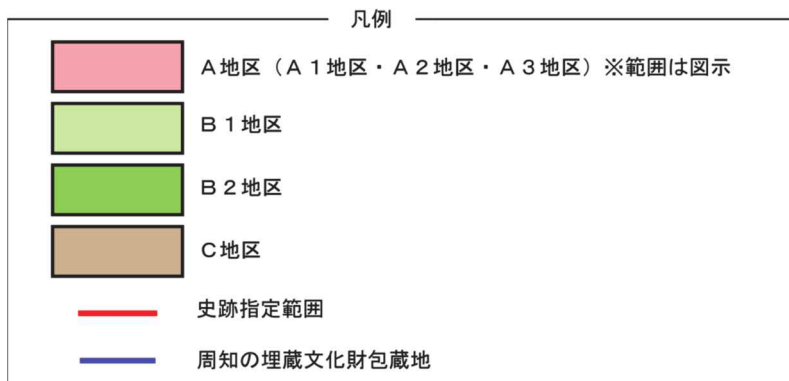 凡例
A地区（A1地区・A2地区・A3地区）※範囲は図示
B1地区
B2地区
C地区
史跡指定範囲
周知の埋蔵文化財包蔵地